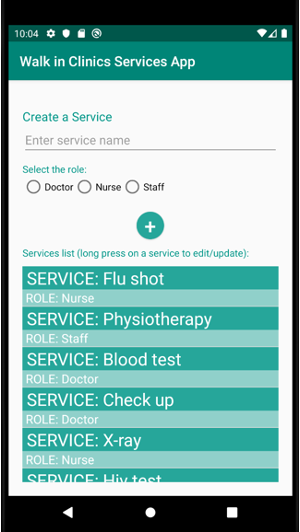 10:04
Walk in Clinics Services App
Create a Service
Enter service name
Select the role:
Doctor Nurse Staff
+
Services list (long press on a service to edit/update):
SERVICE: Flu shot
ROLE: Nurse
SERVICE: Physiotherapy
ROLE: Staff
SERVICE: Blood test
ROLE: Doctor
SERVICE: Check up
ROLE: Doctor
SERVICE: X-ray
ROLE: Nurse
SERVICE: Hiv test